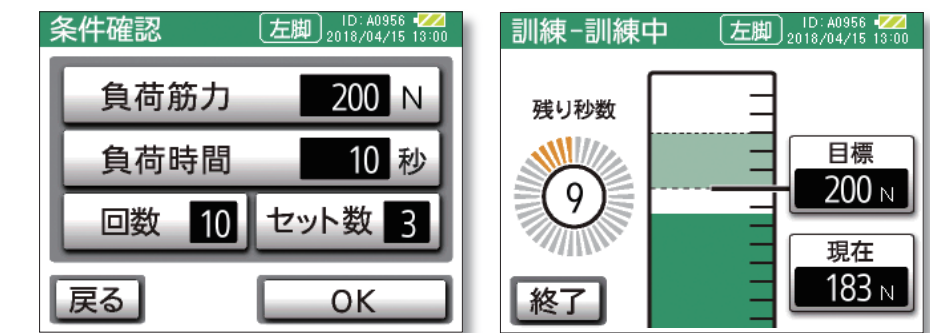 条件確認 左脚 ID:A0956
2018/04/15 13:00
負荷筋力 200 N
負荷時間 10 秒
回数 10 セット数 3
戻る OK
訓練-訓練中 左脚 ID:A0956
2018/04/15 13:00
残り秒数
9
目標
200 N
現在
183 N
終了